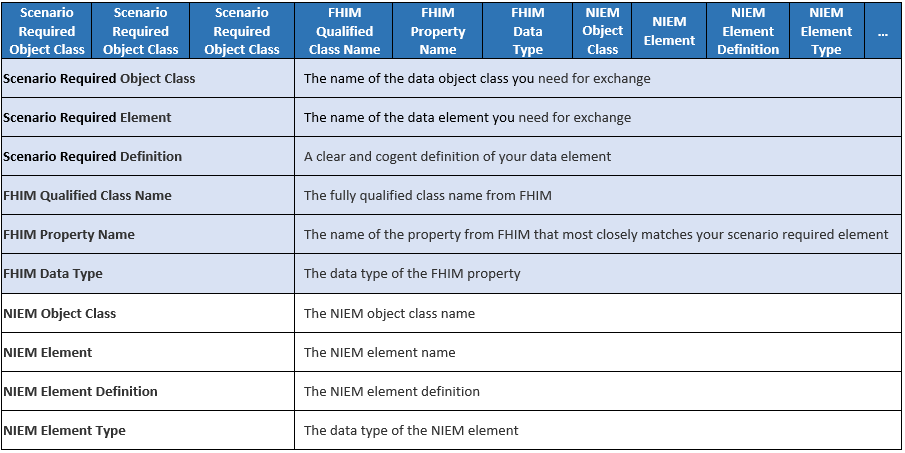 Scenario Required Object Class
Scenario Required Object Class
Scenario Required Object Class
FHIM Qualified Class Name
FHIM Property Name
FHIM Data Type
NIEM Object Class
NIEM Element
NIEM Element Definition
NIEM Element Type
...
Scenario Required Object Class
The name of the data object class you need for exchange
Scenario Required Element
The name of the data element you need for exchange
Scenario Required Definition
A clear and cogent definition of your data element
FHIM Qualified Class Name
The fully qualified class name from FHIM
FHIM Property Name
The name of the property from FHIM that most closely matches your scenario required element
FHIM Data Type
The data type of the FHIM property
NIEM Object Class
The NIEM object class name
NIEM Element
The NIEM element name
NIEM Element Definition
The NIEM element definition
NIEM Element Type
The data type of the NIEM element